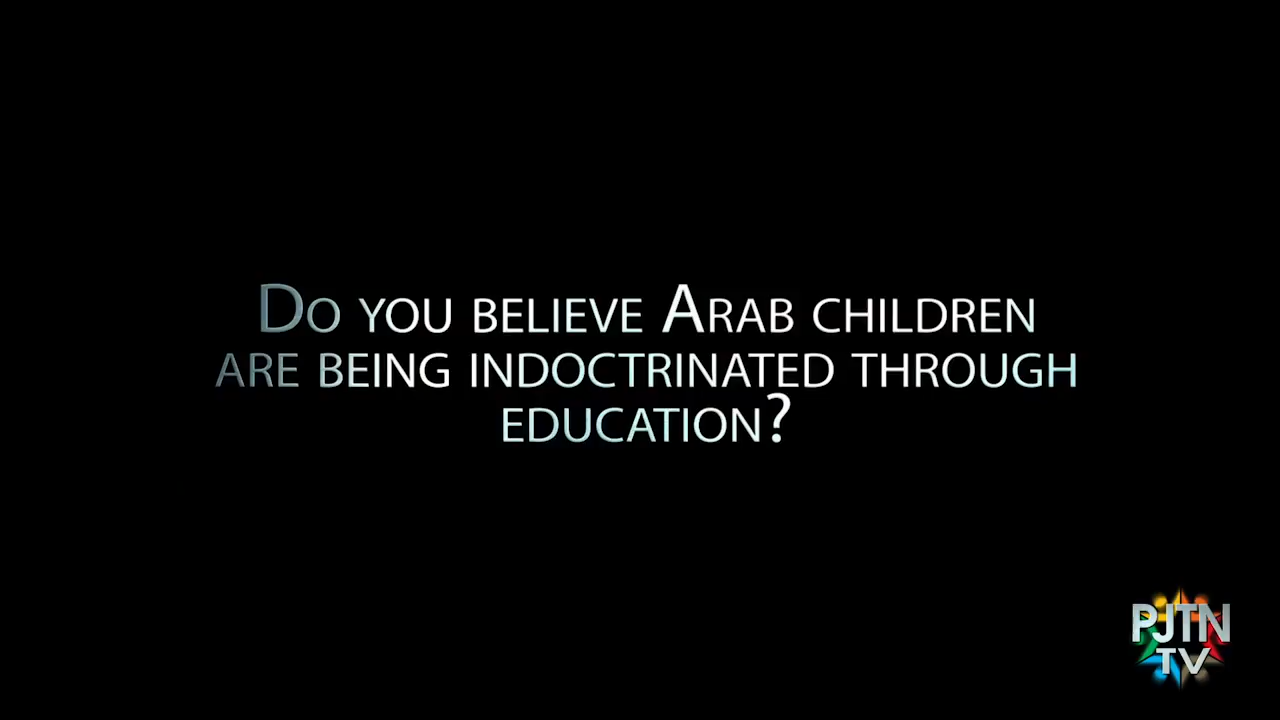 Do you believe Arab children
are being indoctrinated through
education?
PJTN
TV